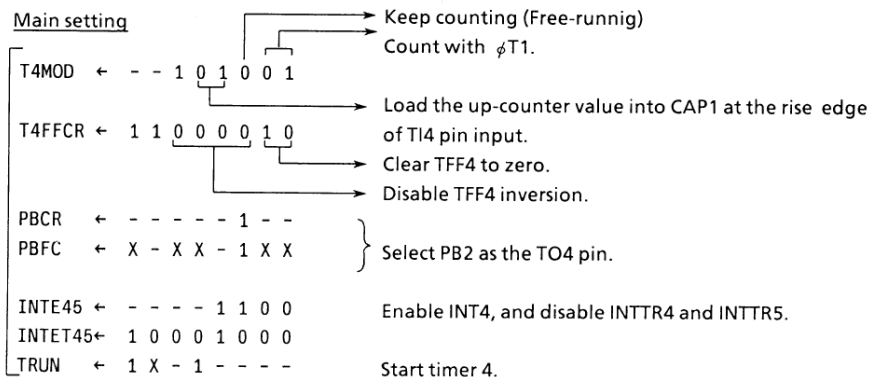 Main setting
Keep counting (Free-runnig)
Count with φT1.
T4MOD ← - - 1 0 1 0 0 1
Load the up-counter value into CAP1 at the rise edge
of TI4 pin input.
T4FFCR ← 1 1 0 0 0 0 1 0
Clear TFF4 to zero.
Disable TFF4 inversion.
PBCR ← - - - - - 1 - -
PBFC ← X - X X - 1 X X
Select PB2 as the TO4 pin.
INTE45 ← - - - - 1 1 0 0
Enable INT4, and disable INTTR4 and INTTR5.
INTET45← 1 0 0 0 1 0 0 0
TRUN ← 1 X - 1 - - - -
Start timer 4.